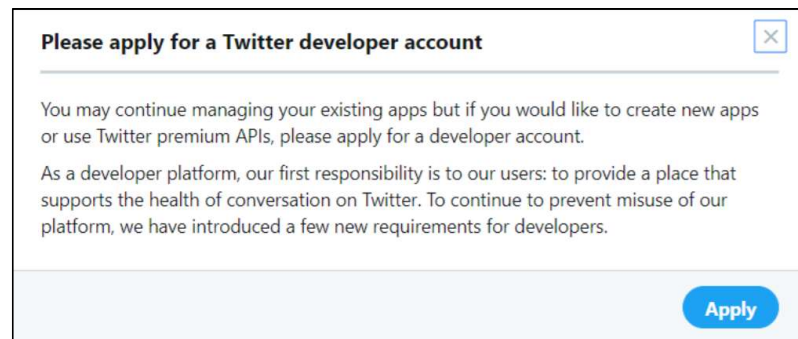 Please apply for a Twitter developer account
You may continue managing your existing apps but if you would like to create new apps
or use Twitter premium APIs, please apply for a developer account.
As a developer platform, our first responsibility is to our users: to provide a place that
supports the health of conversation on Twitter. To continue to prevent misuse of our
platform, we have introduced a few new requirements for developers.
Apply